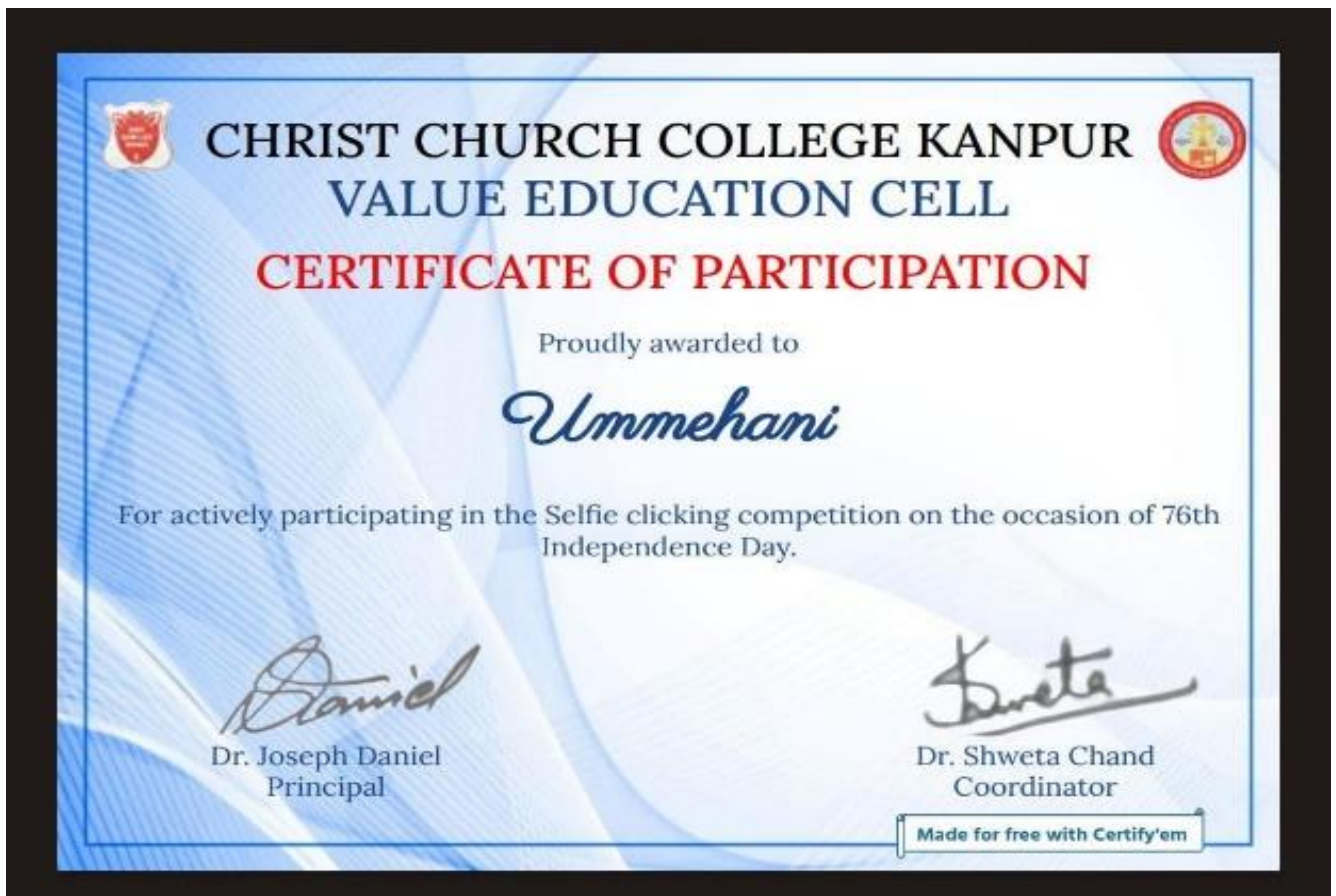 CHRIST CHURCH COLLEGE KANPUR
VALUE EDUCATION CELL
CERTIFICATE OF PARTICIPATION
Proudly awarded to
Ummehani
For actively participating in the Selfie clicking competition on the occasion of 76th
Independence Day.
Daniel
Shweta
Dr. Joseph Daniel
Principal
Dr. Shweta Chand
Coordinator
Made for free with Certify'em